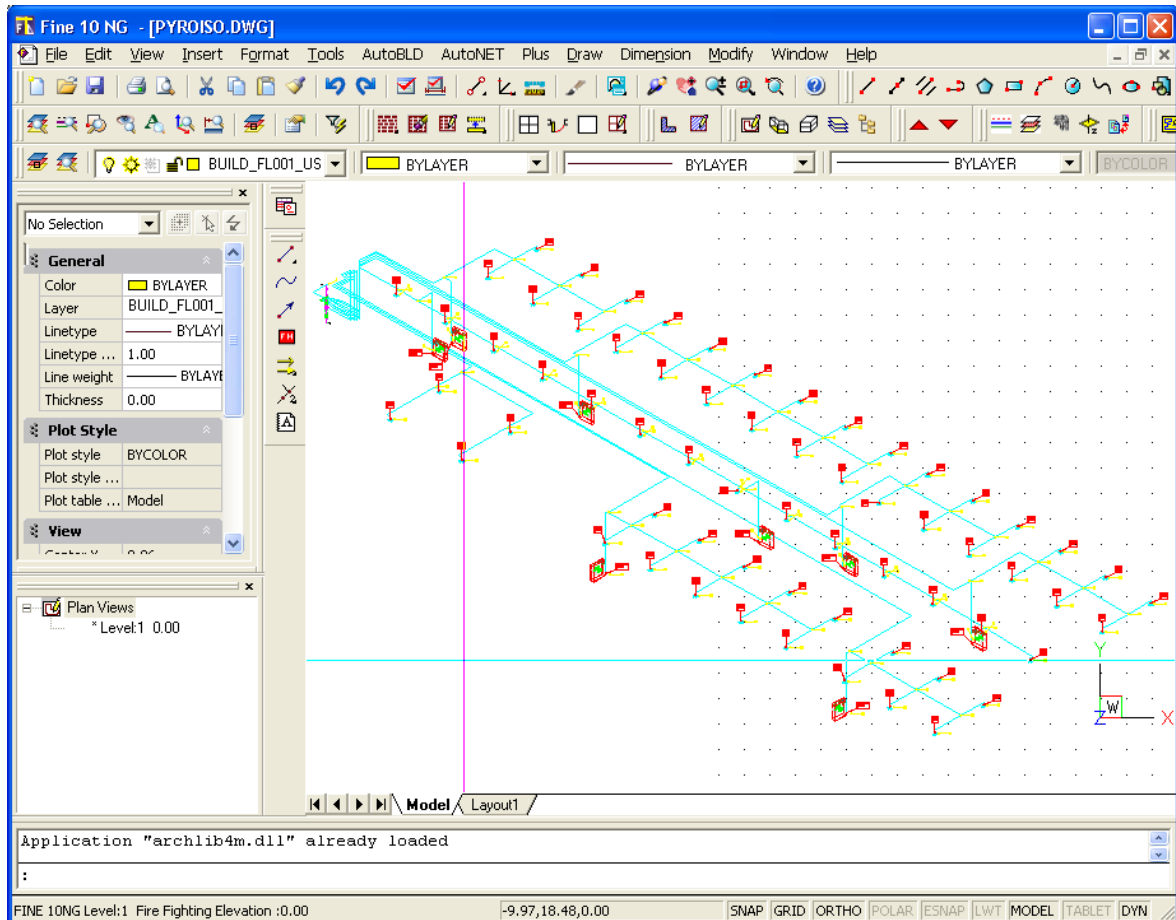 Fine 10 NG - [PYROISO.DWG]
File Edit View Insert Format Tools AutoBLD AutoNET Plus Draw Dimension Modify Window Help
BUILD_FL001_US BYLAYER BYLAYER BYLAYER BYCOLOR
No Selection
General
Color BYLAYER
Layer BUILD_FL001_
Linetype BYLAY
Linetype ... 1.00
Line weight BYLAYE
Thickness 0.00
Plot Style
Plot style BYCOLOR
Plot style ...
Plot table ... Model
View
Plan Views
* Level:1 0.00
FH
A
Y
W
Z
X
Model Layout1
Application "archlib4m.dll" already loaded
:
FINE 10NG Level:1 Fire Fighting Elevation :0.00 -9.97,18.48,0.00 SNAP GRID ORTHO POLAR ESNAP LWT MODEL TABLET DYN